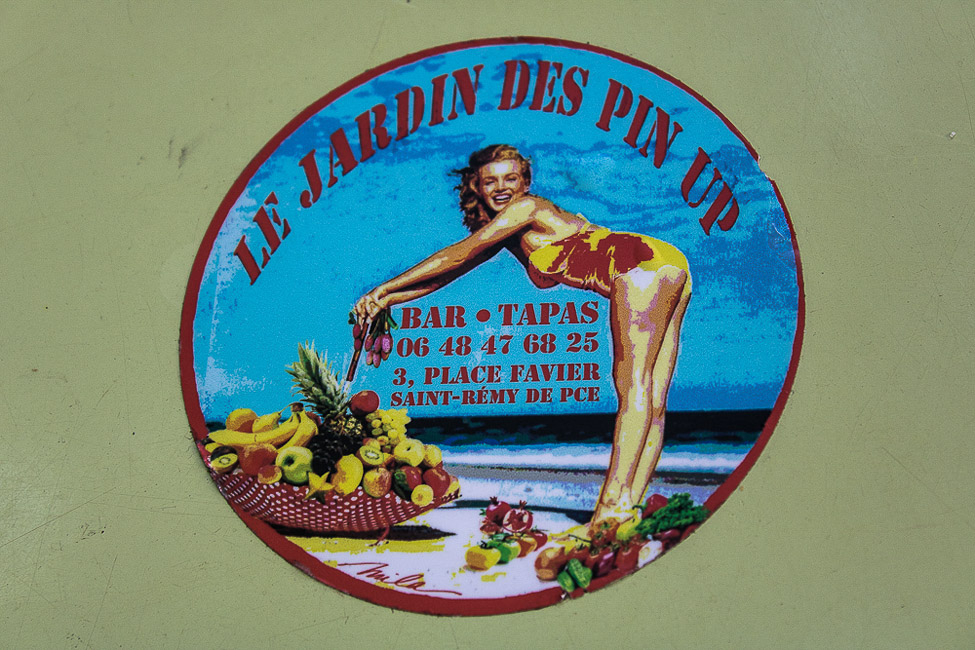 LE JARDIN DES PIN UP
BAR • TAPAS
06 48 47 68 25
3, PLACE FAVIER
SAINT-RÉMY DE PCE
Mila